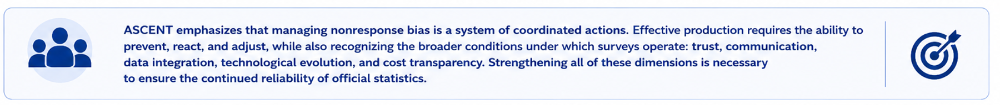 ASCENT emphasizes that managing nonresponse bias is a system of coordinated actions. Effective production requires the ability to
prevent, react, and adjust, while also recognizing the broader conditions under which surveys operate: trust, communication,
data integration, technological evolution, and cost transparency. Strengthening all of these dimensions is necessary
to ensure the continued reliability of official statistics.